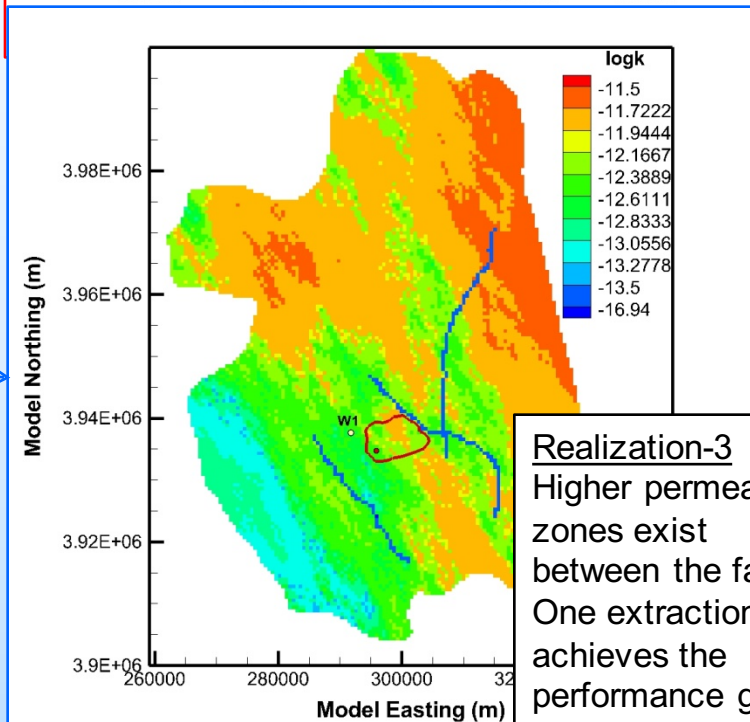 logk
-11.5
-11.7222
-11.9444
-12.1667
-12.3889
-12.6111
-12.8333
-13.0556
-13.2778
-13.5
-16.94
3.98E+06
3.96E+06
3.94E+06
3.92E+06
3.9E+06
Model Northing (m)
W1
260000 280000 300000
Model Easting (m)
Realization-3
Higher
zones exist
between the
One extraction
achieves the
performance